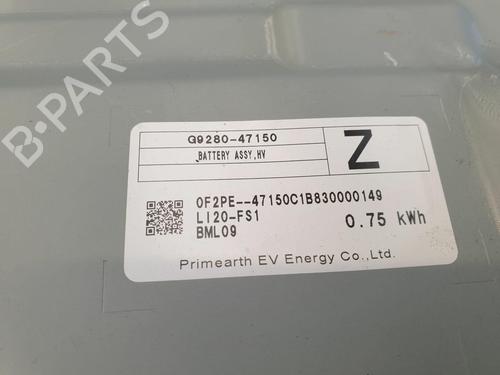 B-PARTS
G9280-47150
BATTERY ASSY,HV
Z
0F2PE--47150C1B830000149
LI20-FS1
0.75 kWh
BML09
Primearth EV Energy Co.,Ltd.